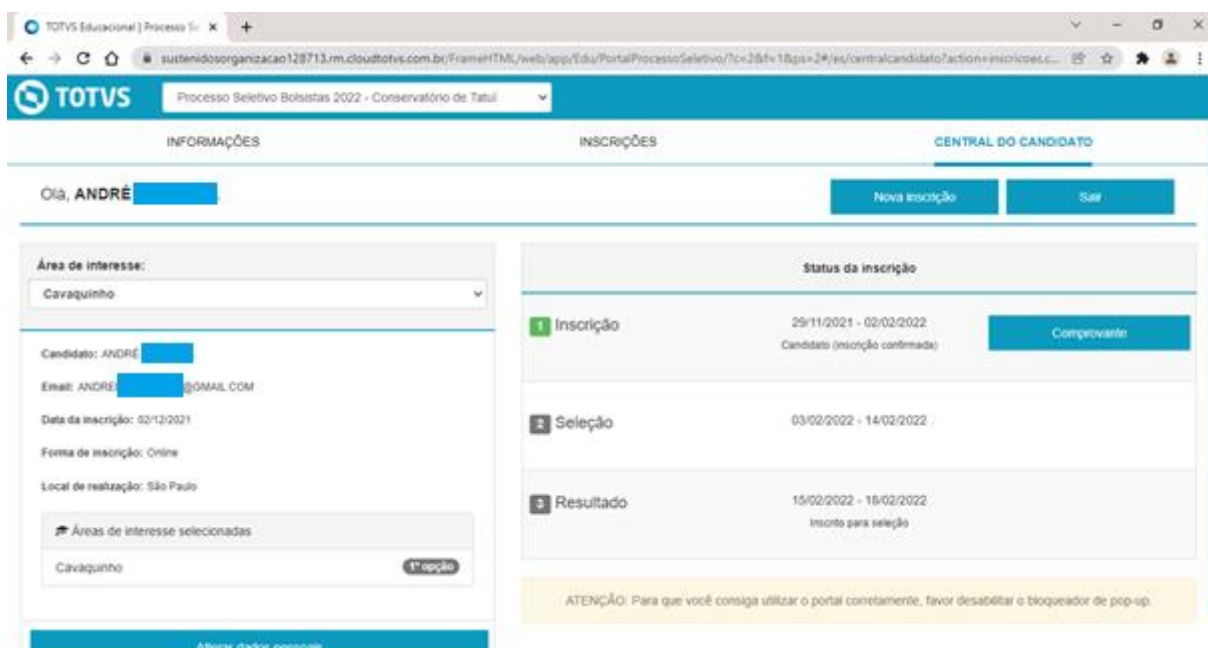 TOTVS Educacional | Processo Se
sustenidosorganizacao128713.rm.cloudtotvs.com.br/FrameHTML/web/app/Edu/PortalProcessoSeletivo/?c=2&f=1&ps=2#/es/centralcandidato?action=inscricoes.c...
TOTVS
Processo Seletivo Bolsistas 2022 - Conservatório de Tatuí
INFORMAÇÕES
INSCRIÇÕES
CENTRAL DO CANDIDATO
Olá, ANDRÉ
Nova inscrição
Sair
Área de interesse:
Cavaquinho
Candidato: ANDRÉ
Email: ANDRE @GMAIL.COM
Data da inscrição: 02/12/2021
Forma de inscrição: Online
Local de realização: São Paulo
Áreas de interesse selecionadas
Cavaquinho 1ª opção
Alterar dados pessoais
Status da inscrição
1 Inscrição
29/11/2021 - 02/02/2022
Candidato (inscrição confirmada)
Comprovante
2 Seleção
03/02/2022 - 14/02/2022
3 Resultado
15/02/2022 - 18/02/2022
Inscrito para seleção
ATENÇÃO: Para que você consiga utilizar o portal corretamente, favor desabilitar o bloqueador de pop-up.